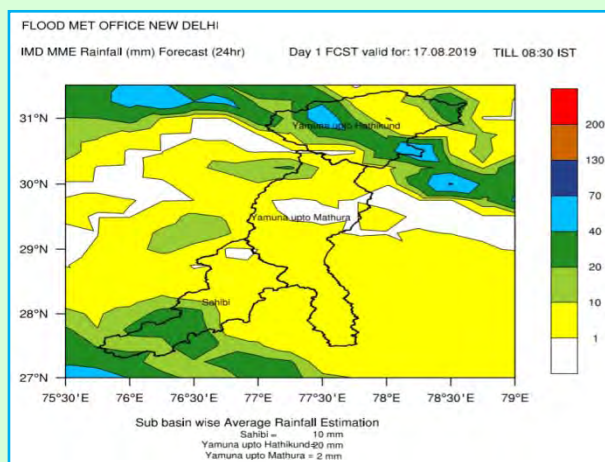 FLOOD MET OFFICE NEW DELHI
IMD MME Rainfall (mm) Forecast (24hr) Day 1 FCST valid for: 17.08.2019 TILL 08:30 IST
31°N
30°N
29°N
28°N
27°N
Yamuna upto Hathikund
Yamuna upto Mathura
Sahibi
75°30'E 76°E 76°30'E 77°E 77°30'E 78°E 78°30'E 79°E
200
130
70
40
20
10
1
Sub basin wise Average Rainfall Estimation
Sahibi = 10 mm
Yamuna upto Hathikund=20 mm
Yamuna upto Mathura = 2 mm